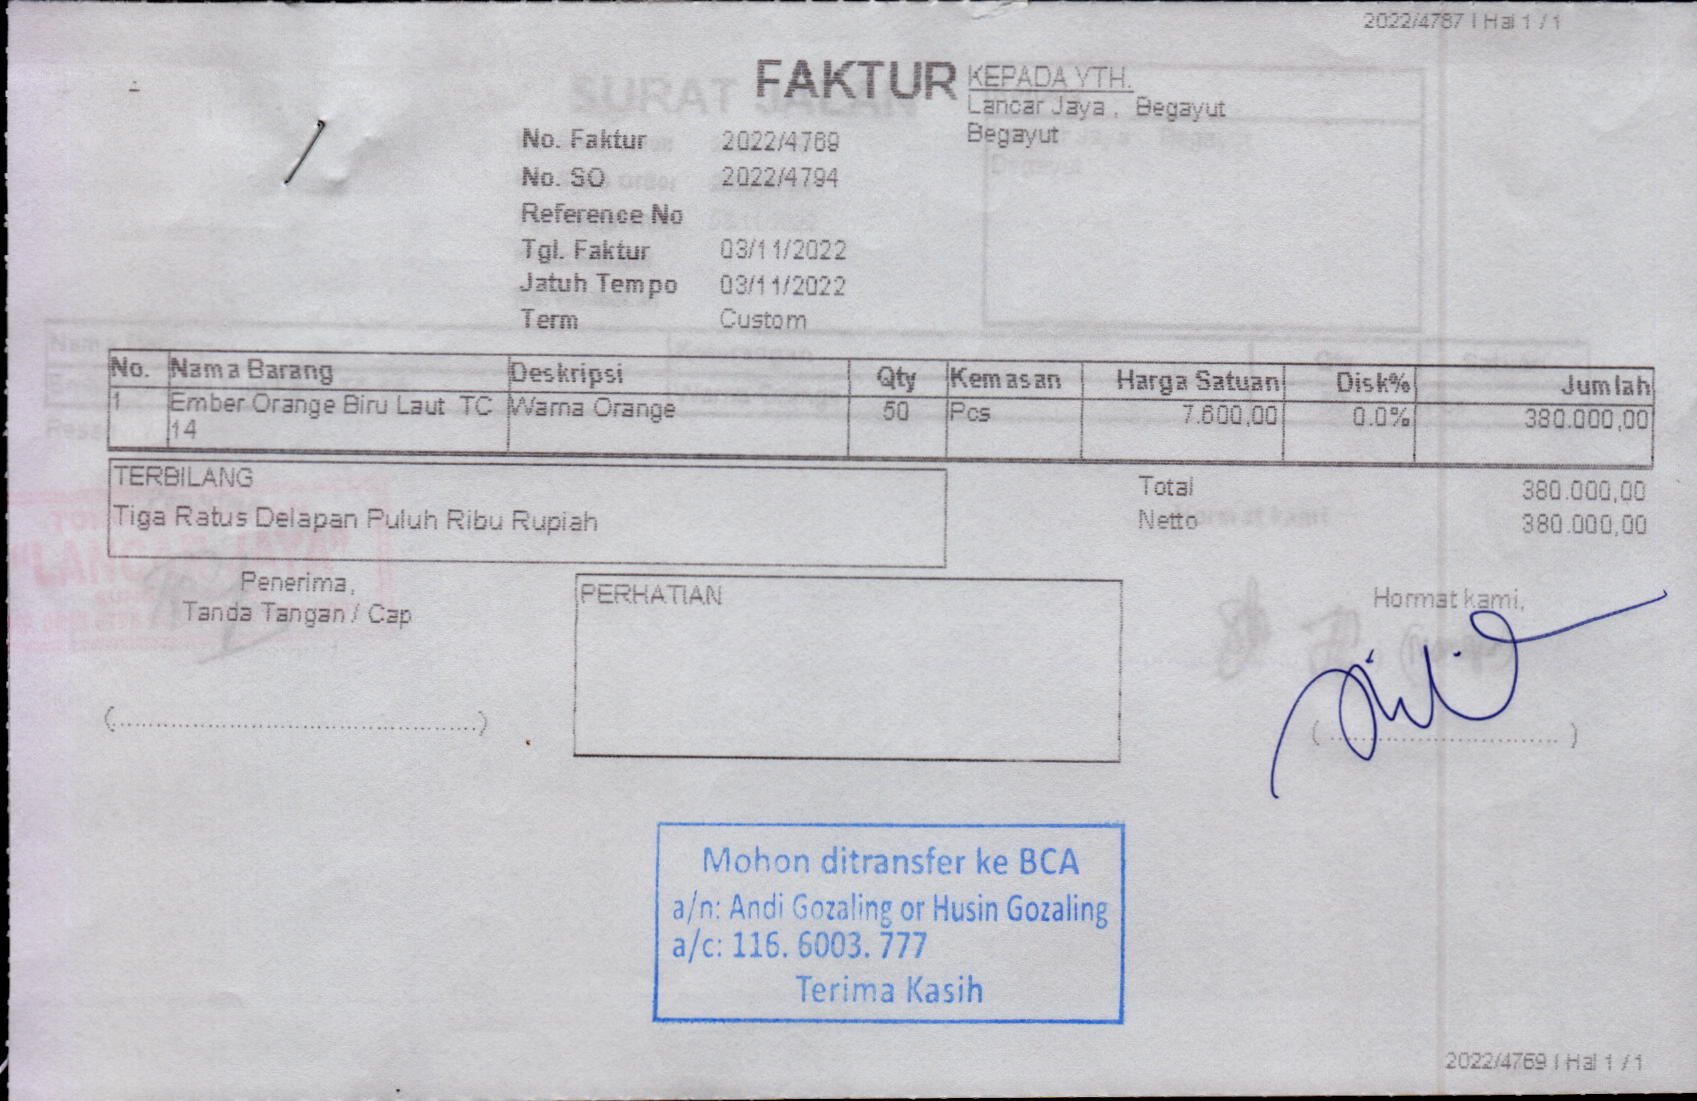 2022/4787 | Hal 1 / 1
FAKTUR
KEPADA YTH.
Lancar Jaya , Begayut
Begayut
No. Faktur 2022/4769
No. SO 2022/4794
Reference No
Tgl. Faktur 03/11/2022
Jatuh Tempo 03/11/2022
Term Custom
No. Nama Barang Deskripsi Qty Kemasan Harga Satuan Disk% Jumlah
1 Ember Orange Biru Laut TC Warna Orange 50 Pcs 7.600,00 0.0% 380.000,00
14
TERBILANG
Tiga Ratus Delapan Puluh Ribu Rupiah
Total 380.000,00
Netto 380.000,00
Penerima,
Tanda Tangan / Cap
PERHATIAN
Hormat kami,
(..........................................)
(..............................)
Mohon ditransfer ke BCA
a/n: Andi Gozaling or Husin Gozaling
a/c: 116. 6003. 777
Terima Kasih
2022/4769 | Hal 1 / 1